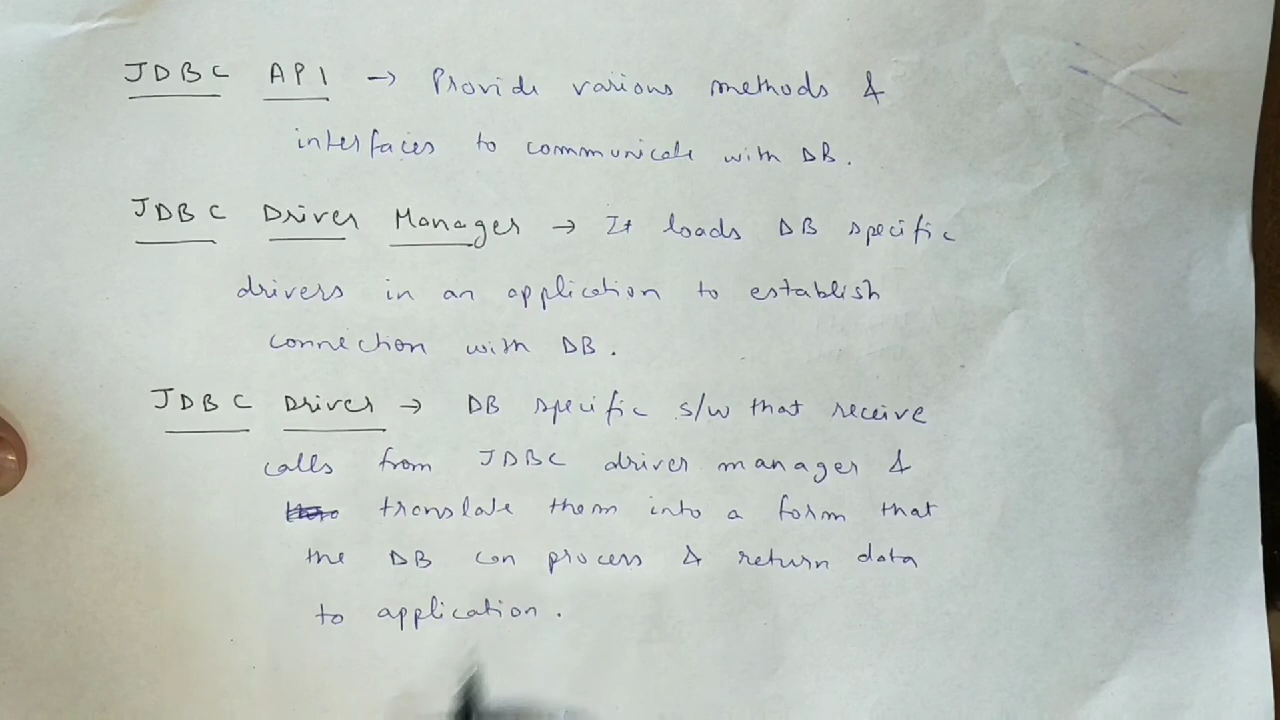 JDBC API → Provide various methods &
interfaces to communicate with DB.
JDBC Driver Manager → It loads DB specific
drivers in an application to establish
connection with DB.
JDBC Driver → DB specific s/w that receive
calls from JDBC driver manager &
translate them into a form that
the DB can process & return data
to application.